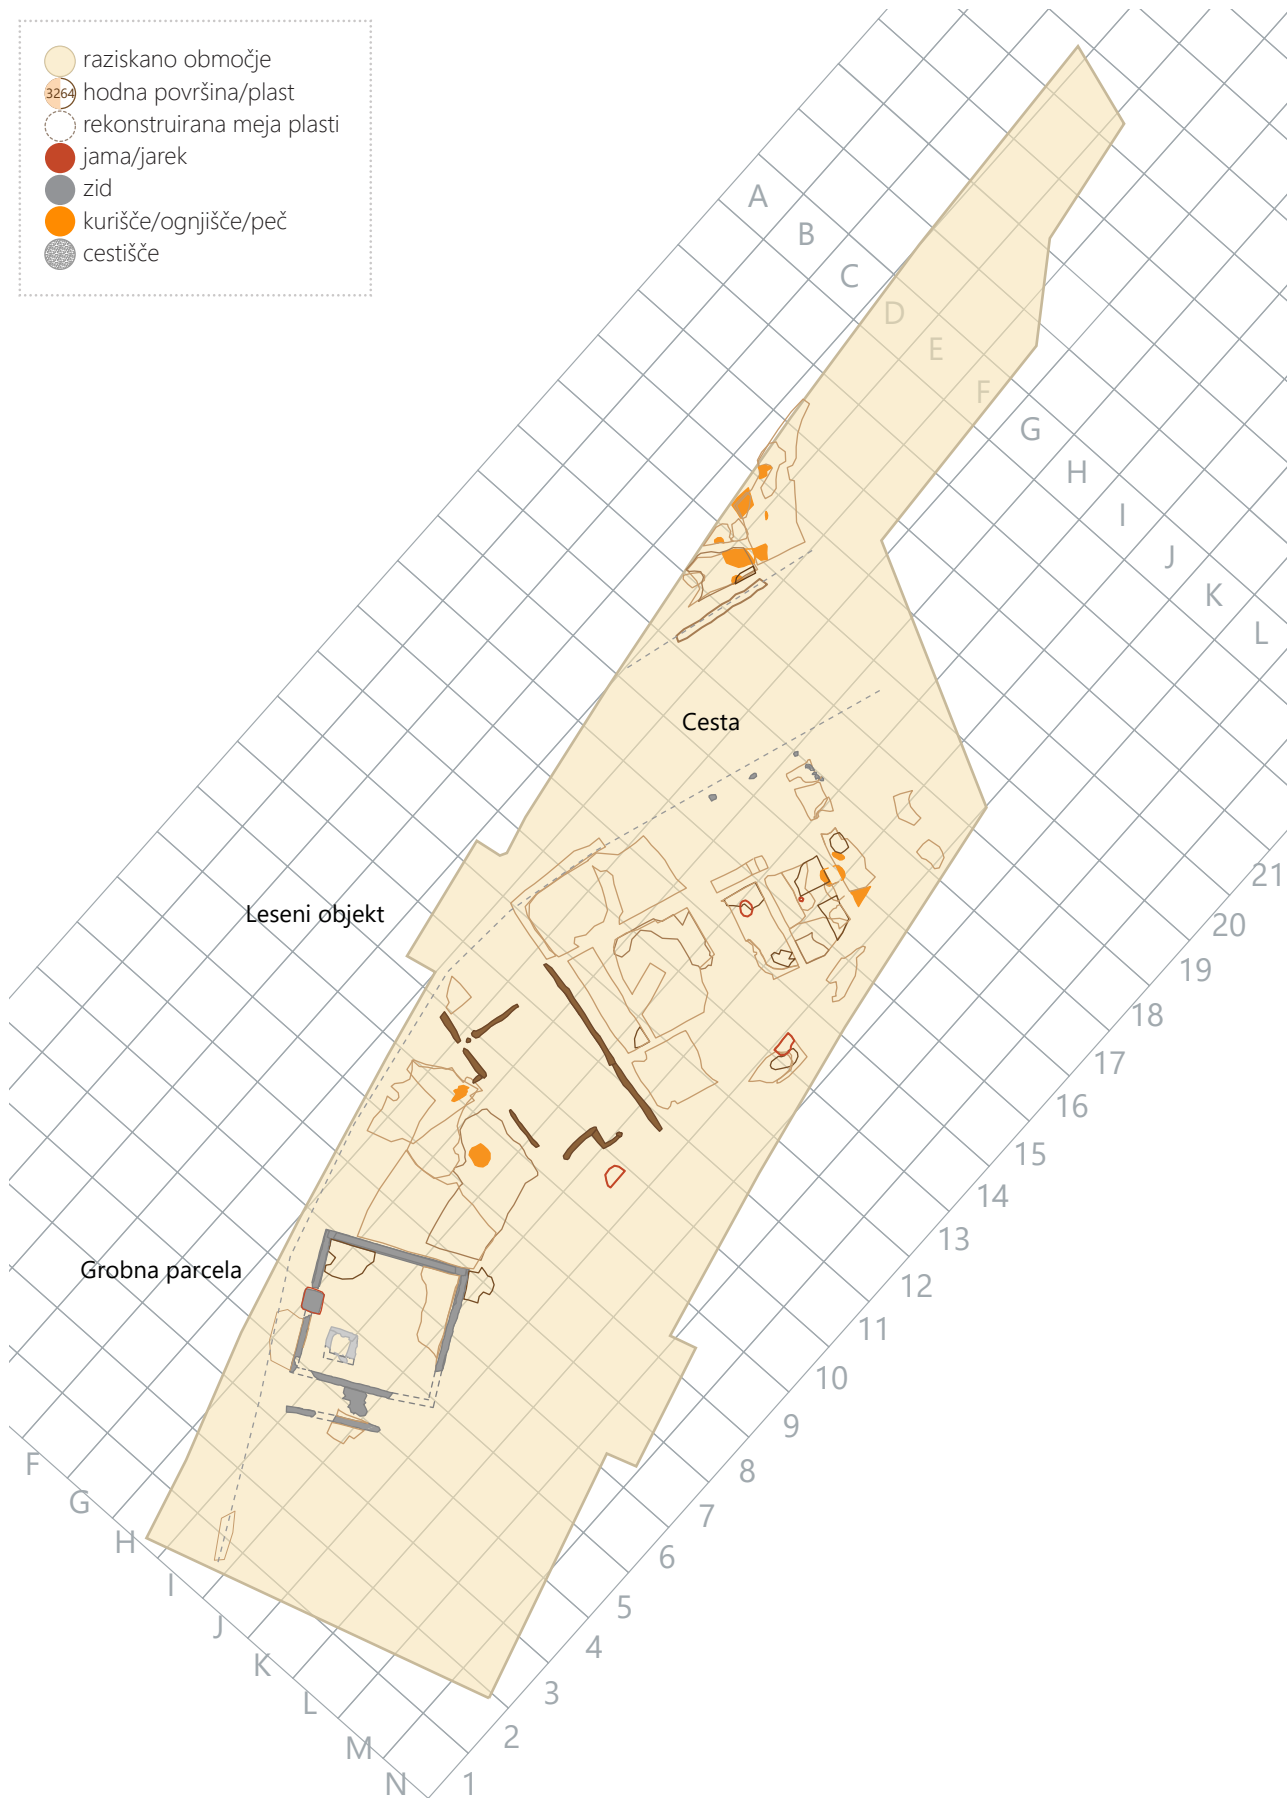 raziskano območje
3264 hodna površina/plast
rekonstruirana meja plasti
jama/jarek
zid
kurišče/ognjišče/peč
cestišče
A
B
C
D
E
F
G
H
I
J
K
L
Cesta
Leseni objekt
Grobna parcela
21
20
19
18
17
16
15
14
13
12
11
10
9
8
7
6
5
4
3
2
1
F
G
H
I
J
K
L
M
N